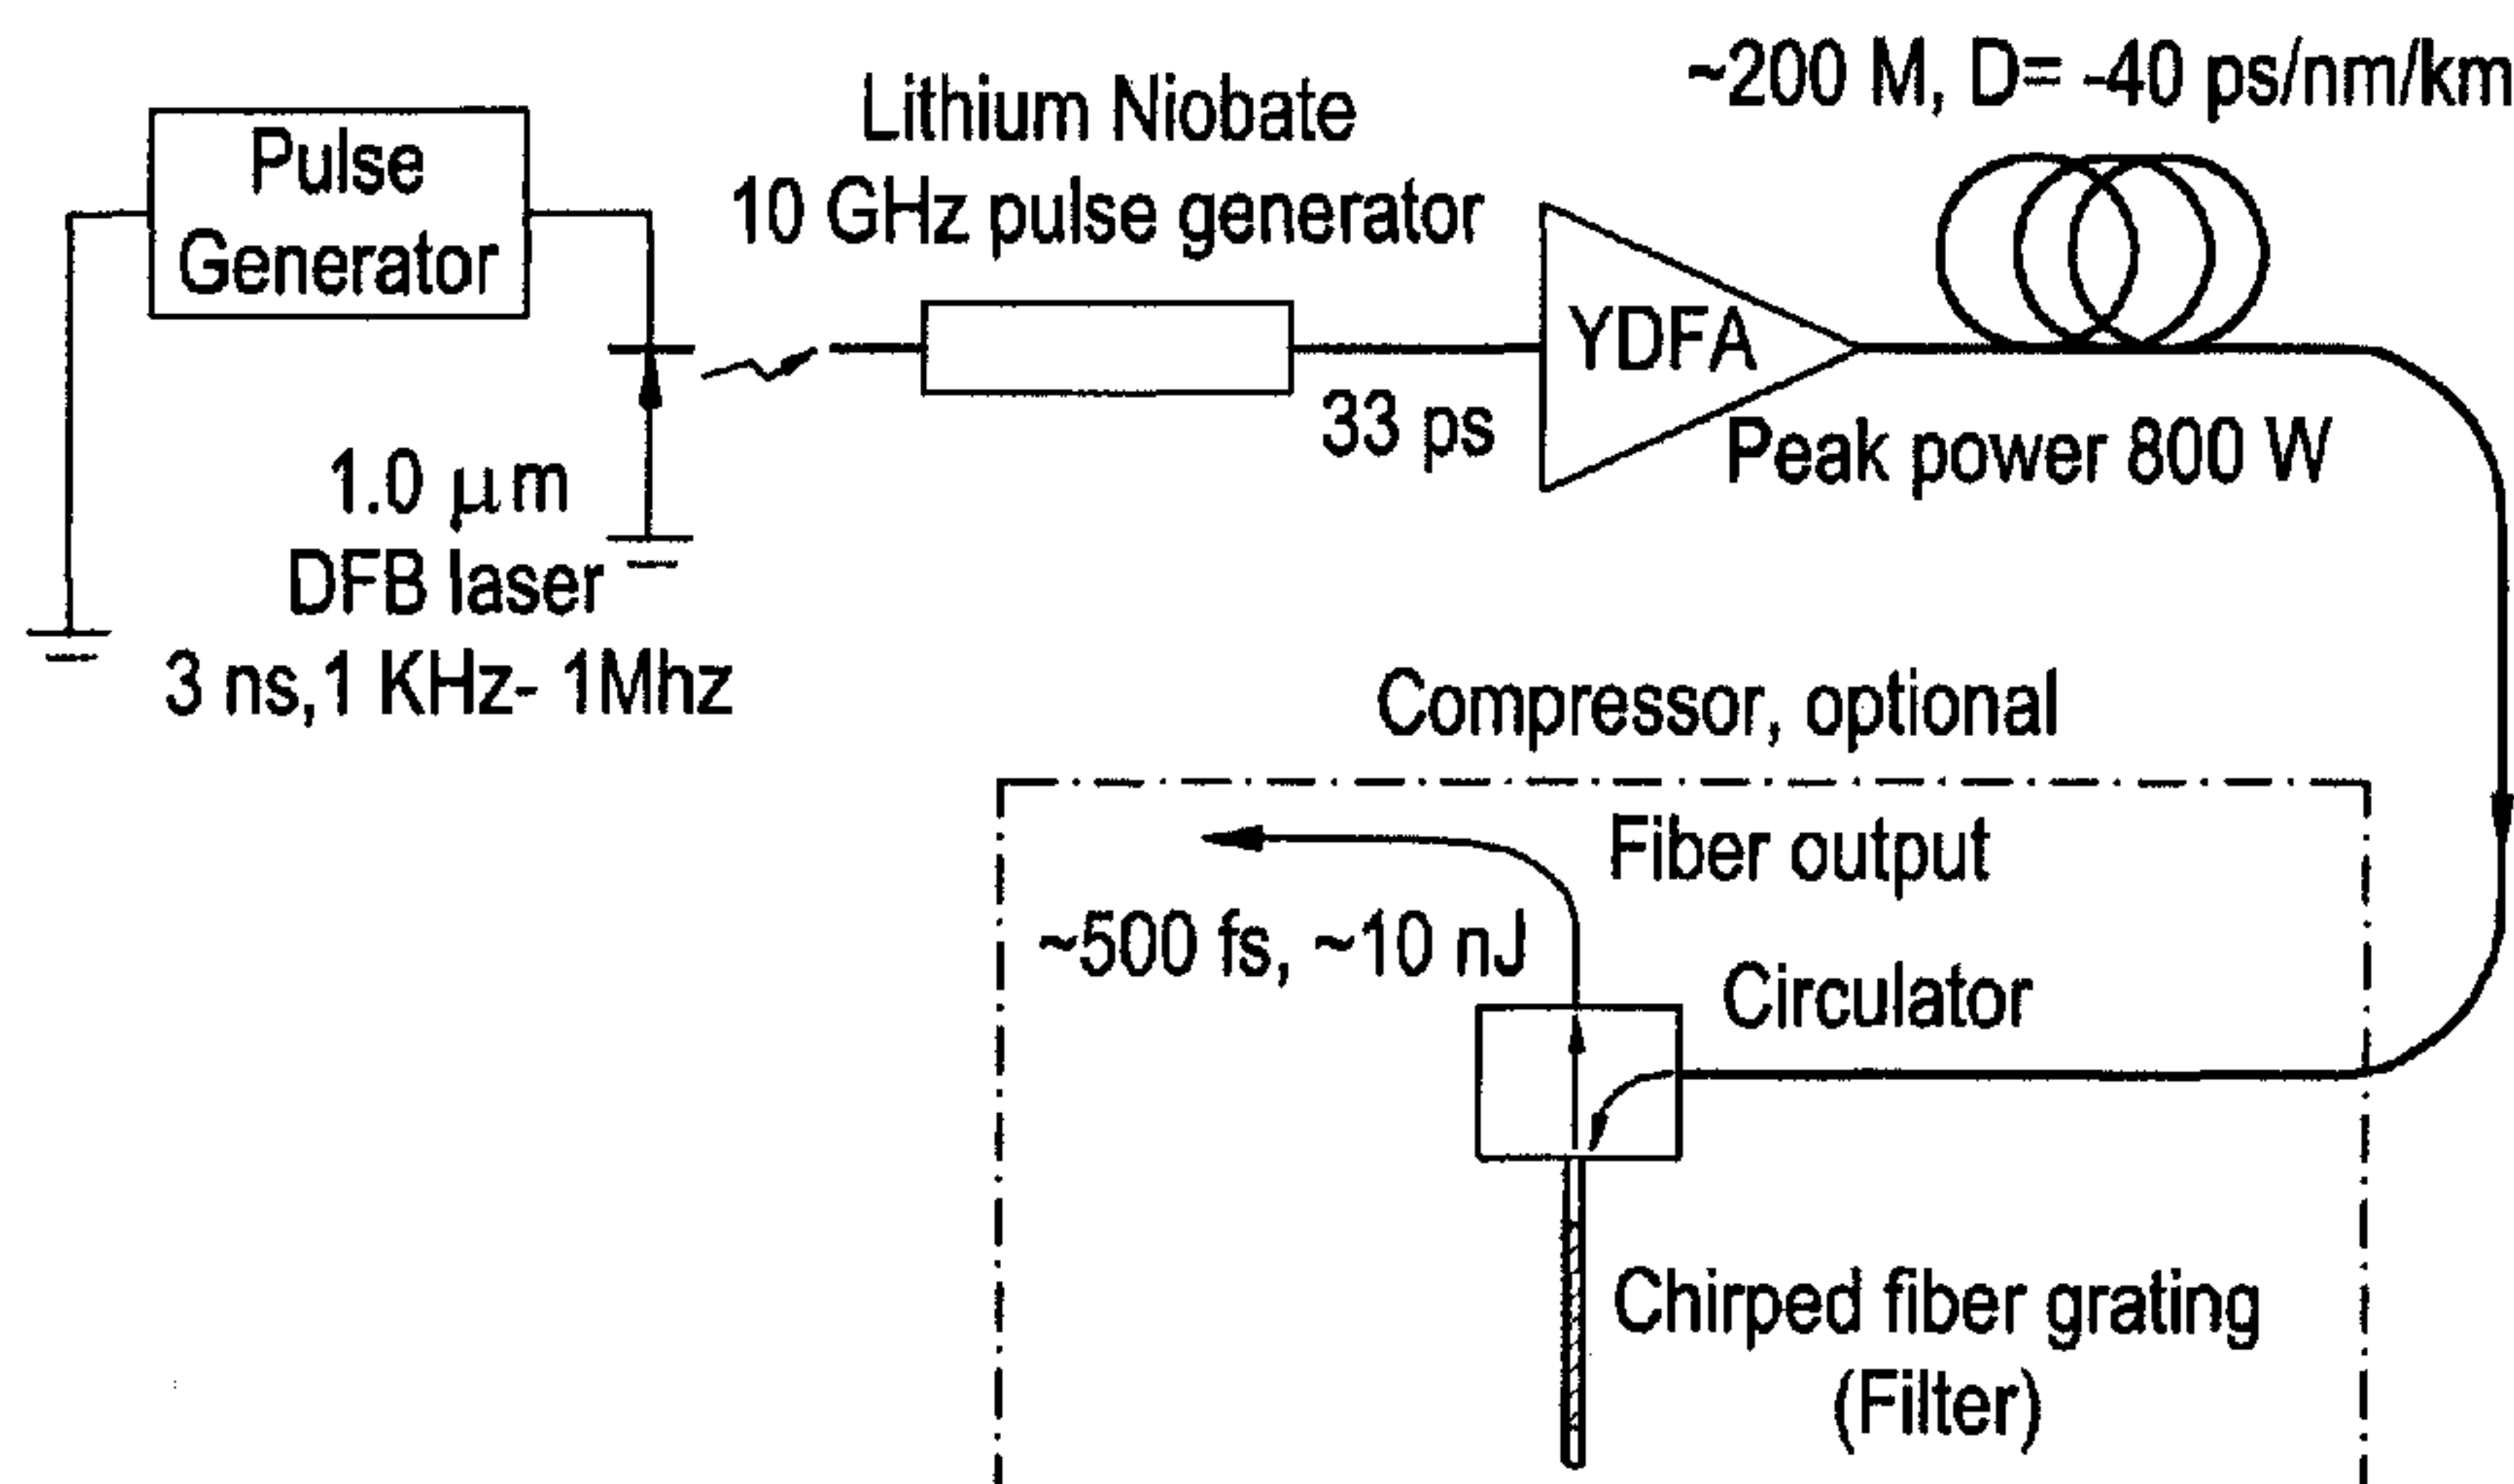 Pulse
Generator
1.0 μm
DFB laser
3 ns,1 KHz- 1Mhz
Lithium Niobate
10 GHz pulse generator
33 ps
YDFA
~200 M, D= -40 ps/nm/km
Peak power 800 W
Compressor, optional
Fiber output
~500 fs, ~10 nJ
Circulator
Chirped fiber grating
(Filter)